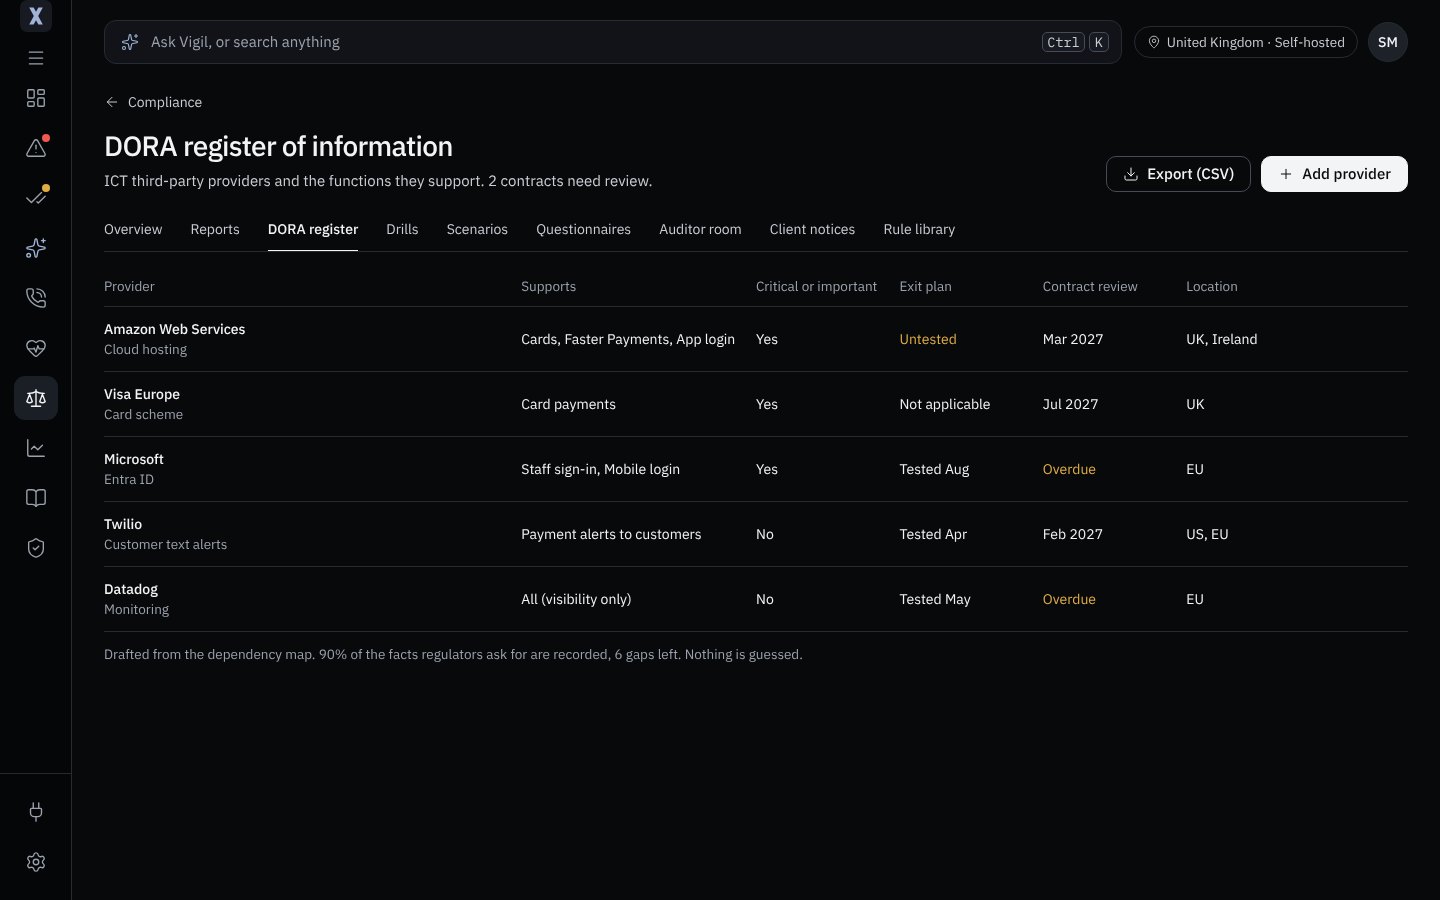 X
Ask Vigil, or search anything
Ctrl K
United Kingdom · Self-hosted
SM
Compliance
DORA register of information
ICT third-party providers and the functions they support. 2 contracts need review.
Export (CSV)
Add provider
Overview Reports DORA register Drills Scenarios Questionnaires Auditor room Client notices Rule library
Provider Supports Critical or important Exit plan Contract review Location
Amazon Web Services
Cloud hosting
Cards, Faster Payments, App login Yes Untested Mar 2027 UK, Ireland
Visa Europe
Card scheme
Card payments Yes Not applicable Jul 2027 UK
Microsoft
Entra ID
Staff sign-in, Mobile login Yes Tested Aug Overdue EU
Twilio
Customer text alerts
Payment alerts to customers No Tested Apr Feb 2027 US, EU
Datadog
Monitoring
All (visibility only) No Tested May Overdue EU
Drafted from the dependency map. 90% of the facts regulators ask for are recorded, 6 gaps left. Nothing is guessed.